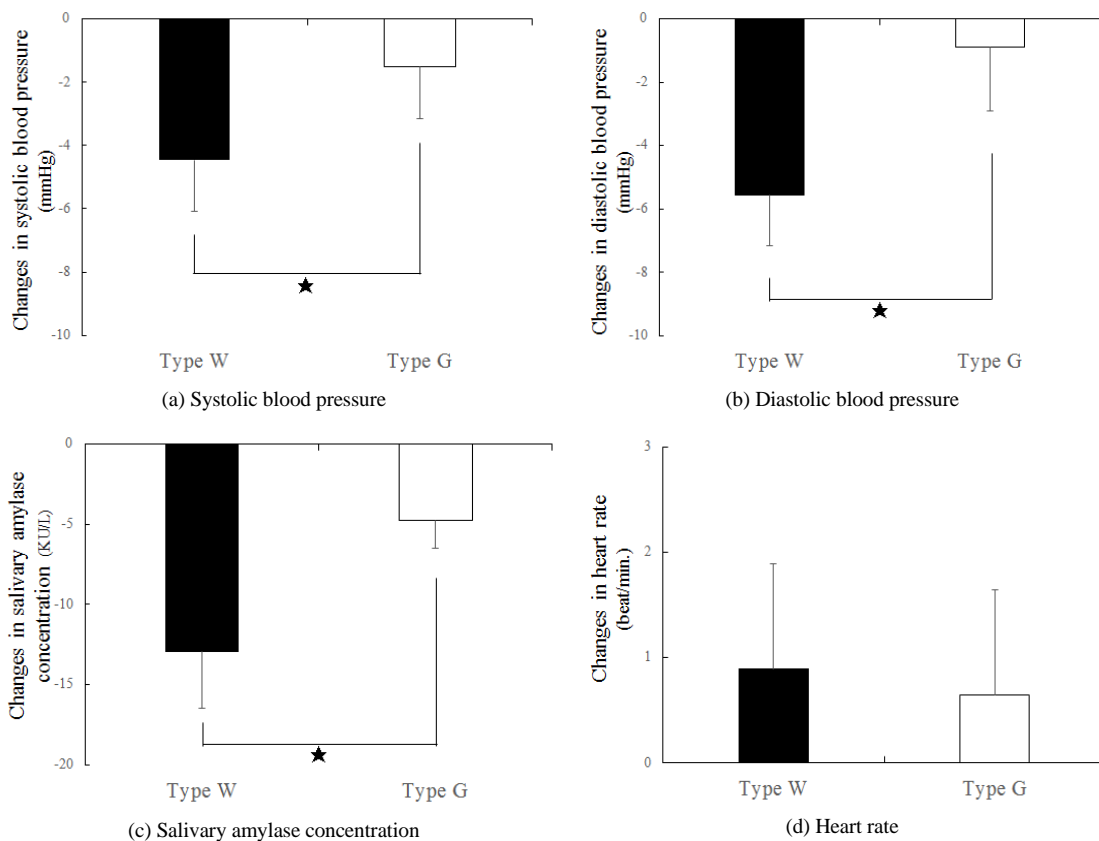 Changes in systolic blood pressure
(mmHg)
0
-2
-4
-6
-8
-10
★
Type W Type G
(a) Systolic blood pressure
Changes in diastolic blood pressure
(mmHg)
0
-2
-4
-6
-8
-10
★
Type W Type G
(b) Diastolic blood pressure
Changes in salivary amylase
concentration (KU/L)
0
-5
-10
-15
-20
★
Type W Type G
(c) Salivary amylase concentration
Changes in heart rate
(beat/min.)
3
2
1
0
Type W Type G
(d) Heart rate